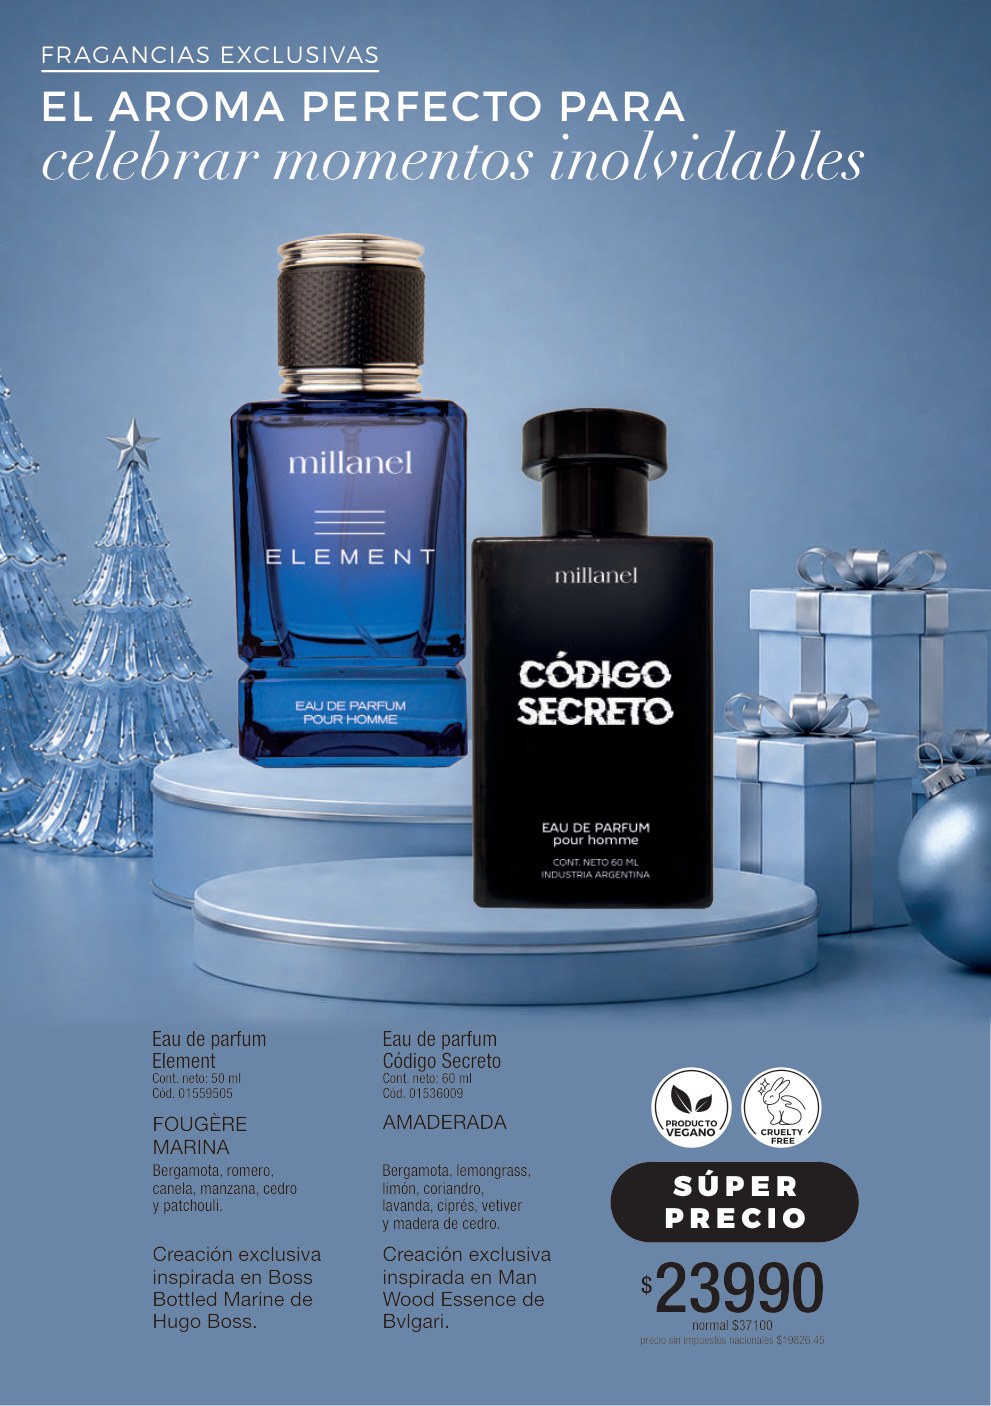 FRAGANCIAS EXCLUSIVAS
EL AROMA PERFECTO PARA
celebrar momentos inolvidables
millanel
ELEMENT
EAU DE PARFUM
POUR HOMME
millanel
CÓDIGO
SECRETO
EAU DE PARFUM
pour homme
CONT. NETO 60 ML
INDUSTRIA ARGENTINA
Eau de parfum
Element
Cont. neto: 50 ml
Cód. 01559505
FOUGÈRE
MARINA
Bergamota, romero,
canela, manzana, cedro
y patchouli.
Creación exclusiva
inspirada en Boss
Bottled Marine de
Hugo Boss.
Eau de parfum
Código Secreto
Cont. neto: 60 ml
Cód. 01536009
AMADERADA
Bergamota, lemongrass,
limón, coriandro,
lavanda, ciprés, vetiver
y madera de cedro.
Creación exclusiva
inspirada en Man
Wood Essence de
Bvlgari.
PRODUCTO
VEGANO
CRUELTY
FREE
SÚPER
PRECIO
$23990
normal $37100
precio sin impuestos nacionales $19826.45